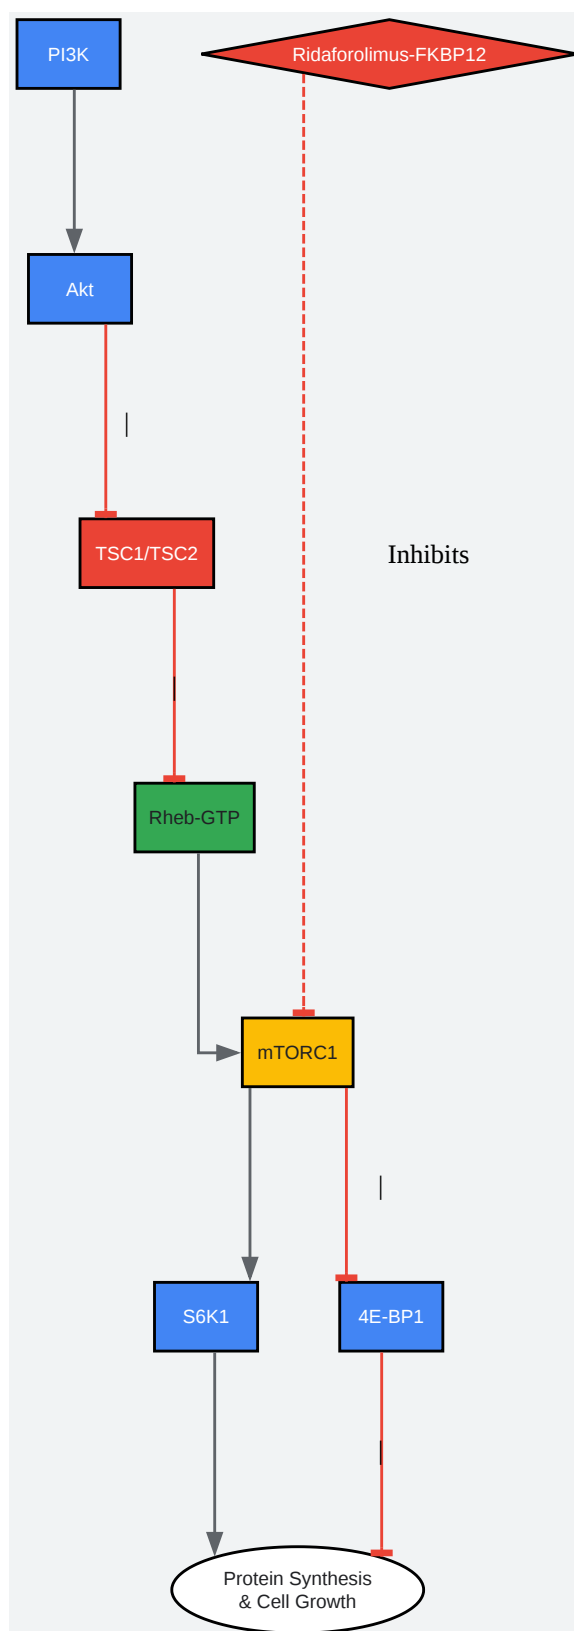 PI3K
Ridaforolimus-FKBP12
Akt
|
TSC1/TSC2
Inhibits
|
Rheb-GTP
mTORC1
|
S6K1
4E-BP1
|
Protein Synthesis
& Cell Growth